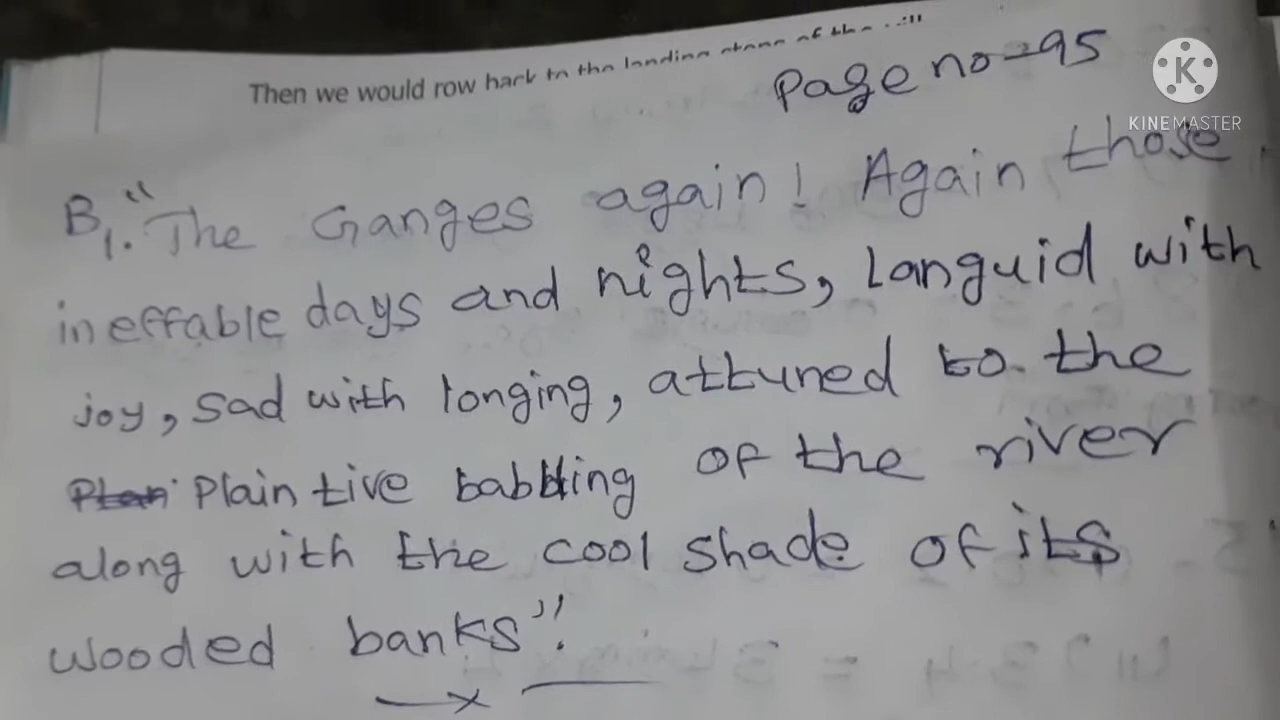 Then we would row back to the landing
Page no-95
K
KINEMASTER
B1. "The Ganges again! Again those
ineffable days and nights, Languid with
joy, sad with longing, attuned to the
Plaintive babbling of the river
along with the cool shade of its
wooded banks".